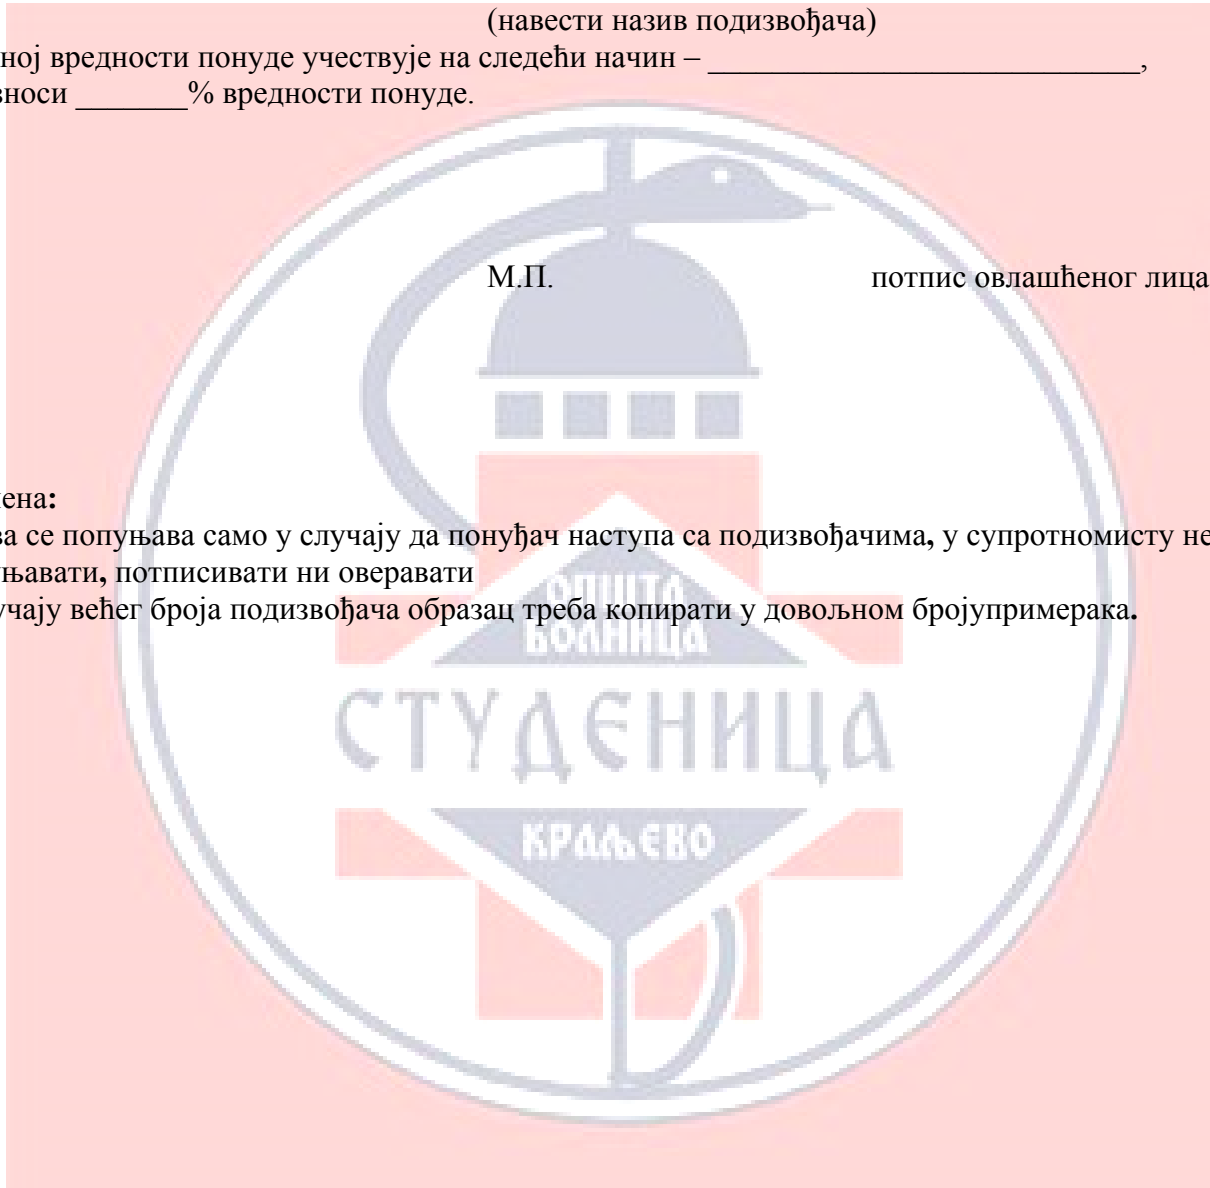 (навести назив подизвођача)
ној вредности понуде учествује на следећи начин – ___________________________,
носи _______% вредности понуде.
М.П. потпис овлашћеног лица
ена:
ва се попуњава само у случају да понуђач наступа са подизвођачима, у супротномисту не
њавати, потписивати ни оверавати
учају већег броја подизвођача образац треба копирати у довољном бројупримерака.
ОПШТА
БОЛНИЦА
СТУДЕНИЦА
КРАЉЕВО